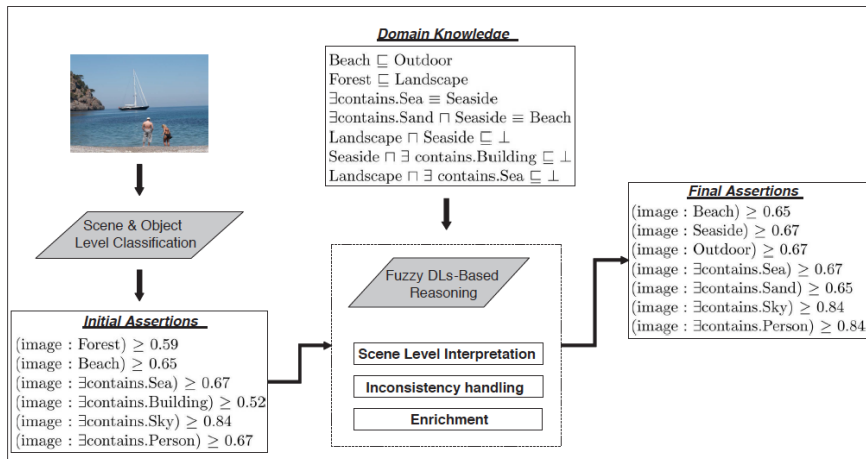 Domain Knowledge
Beach ⊑ Outdoor
Forest ⊑ Landscape
∃contains.Sea ≡ Seaside
∃contains.Sand ⊓ Seaside ≡ Beach
Landscape ⊓ Seaside ⊑ ⊥
Seaside ⊓ ∃ contains.Building ⊑ ⊥
Landscape ⊓ ∃ contains.Sea ⊑ ⊥
Scene & Object
Level Classification
Initial Assertions
(image : Forest) ≥ 0.59
(image : Beach) ≥ 0.65
(image : ∃contains.Sea) ≥ 0.67
(image : ∃contains.Building) ≥ 0.52
(image : ∃contains.Sky) ≥ 0.84
(image : ∃contains.Person) ≥ 0.67
Fuzzy DLs-Based
Reasoning
Scene Level Interpretation
Inconsistency handling
Enrichment
Final Assertions
(image : Beach) ≥ 0.65
(image : Seaside) ≥ 0.67
(image : Outdoor) ≥ 0.67
(image : ∃contains.Sea) ≥ 0.67
(image : ∃contains.Sand) ≥ 0.65
(image : ∃contains.Sky) ≥ 0.84
(image : ∃contains.Person) ≥ 0.84